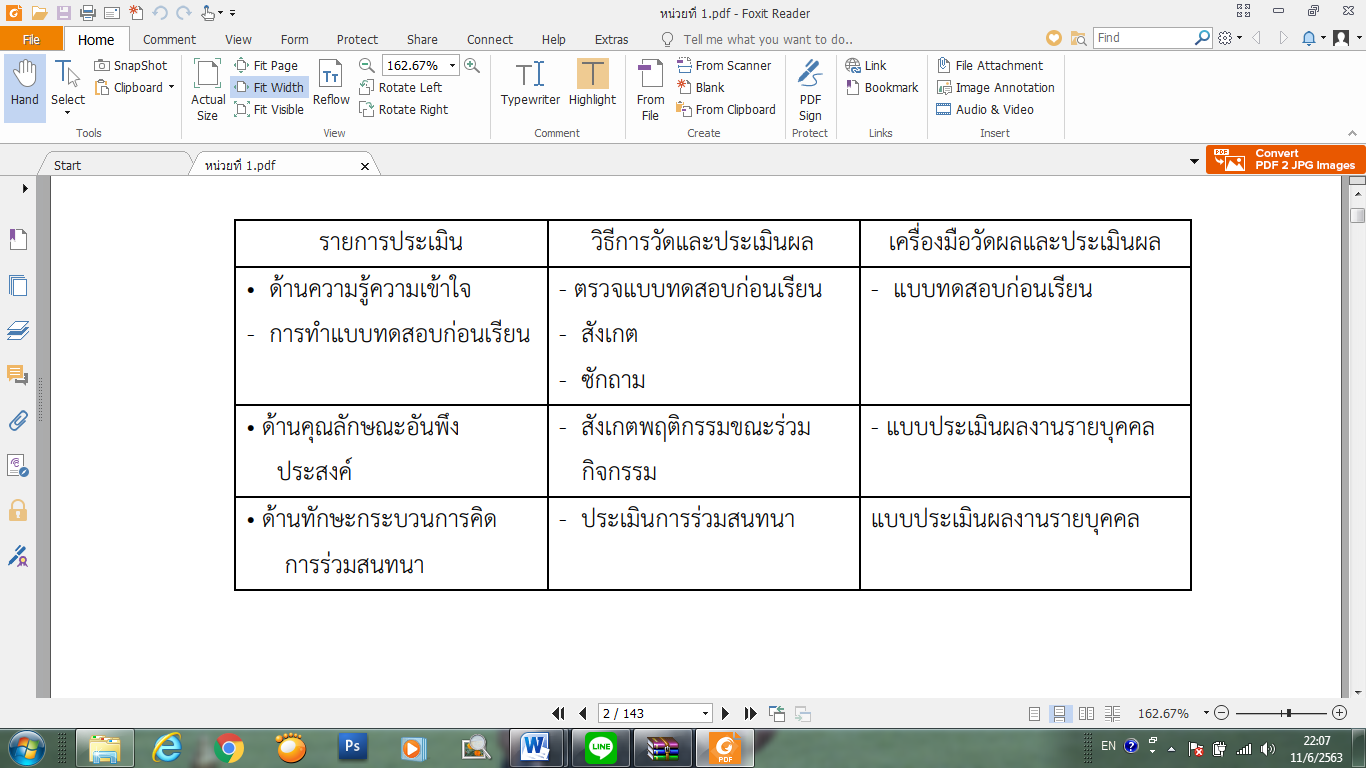 หน่วยที่ 1.pdf - Foxit Reader
File Home Comment View Form Protect Share Connect Help Extras Tell me what you want to do.. Find
Hand
Select
SnapShot
Clipboard
Tools
Actual Size
Fit Page
Fit Width
Fit Visible
Reflow
162.67%
Rotate Left
Rotate Right
View
Typewriter
Highlight
Comment
From File
From Scanner
Blank
From Clipboard
Create
PDF Sign
Protect
Link
Bookmark
Links
File Attachment
Image Annotation
Audio & Video
Insert
Start
หน่วยที่ 1.pdf
Convert
PDF 2 JPG Images
รายการประเมิน
วิธีการวัดและประเมินผล
เครื่องมือวัดผลและประเมินผล
• ด้านความรู้ความเข้าใจ
- การทำแบบทดสอบก่อนเรียน
- ตรวจแบบทดสอบก่อนเรียน
- สังเกต
- ซักถาม
- แบบทดสอบก่อนเรียน
• ด้านคุณลักษณะอันพึง
ประสงค์
- สังเกตพฤติกรรมขณะร่วม
กิจกรรม
- แบบประเมินผลงานรายบุคคล
• ด้านทักษะกระบวนการคิด
การร่วมสนทนา
- ประเมินการร่วมสนทนา
แบบประเมินผลงานรายบุคคล
2 / 143
162.67%
Ps
W
LINE
PDF
EN
22:07
11/6/2563